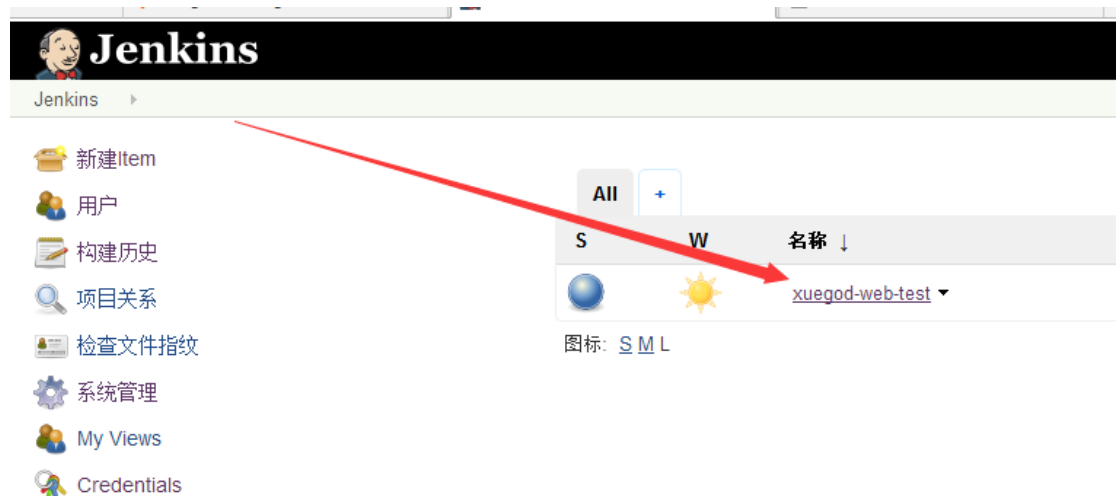 Jenkins
Jenkins
新建Item
用户
构建历史
项目关系
检查文件指纹
系统管理
My Views
Credentials
All +
S W 名称 ↓
xuegod-web-test
图标: S M L